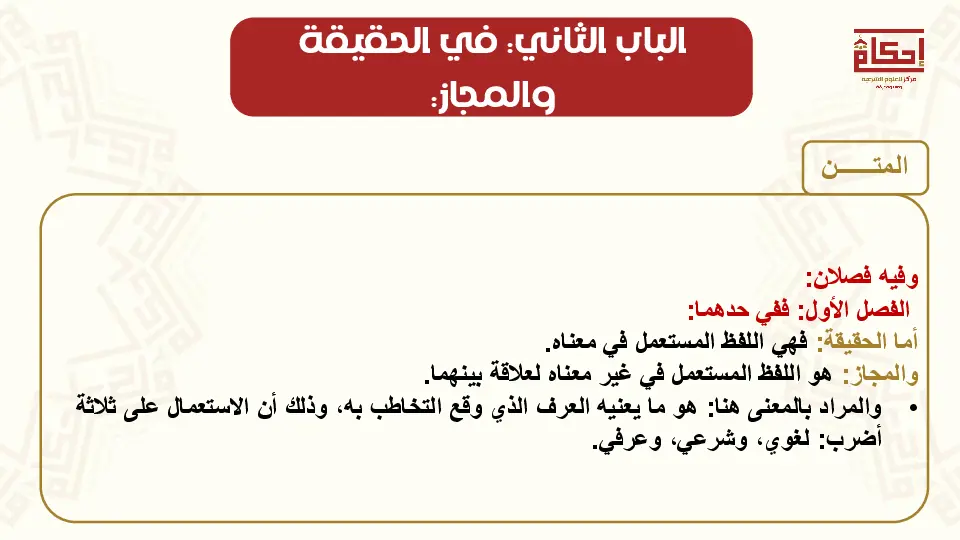 الباب الثاني: في الحقيقة
والمجاز:
إحكام
مركز للعلوم الشرعية
المتـــــــن
وفيه فصلان:
الفصل الأول: ففي حدهما:
أما الحقيقة: فهي اللفظ المستعمل في معناه.
والمجاز: هو اللفظ المستعمل في غير معناه لعلاقة بينهما.
• والمراد بالمعنى هنا: هو ما يعنيه العرف الذي وقع التخاطب به، وذلك أن الاستعمال على ثلاثة
أضرب: لغوي، وشرعي، وعرفي.